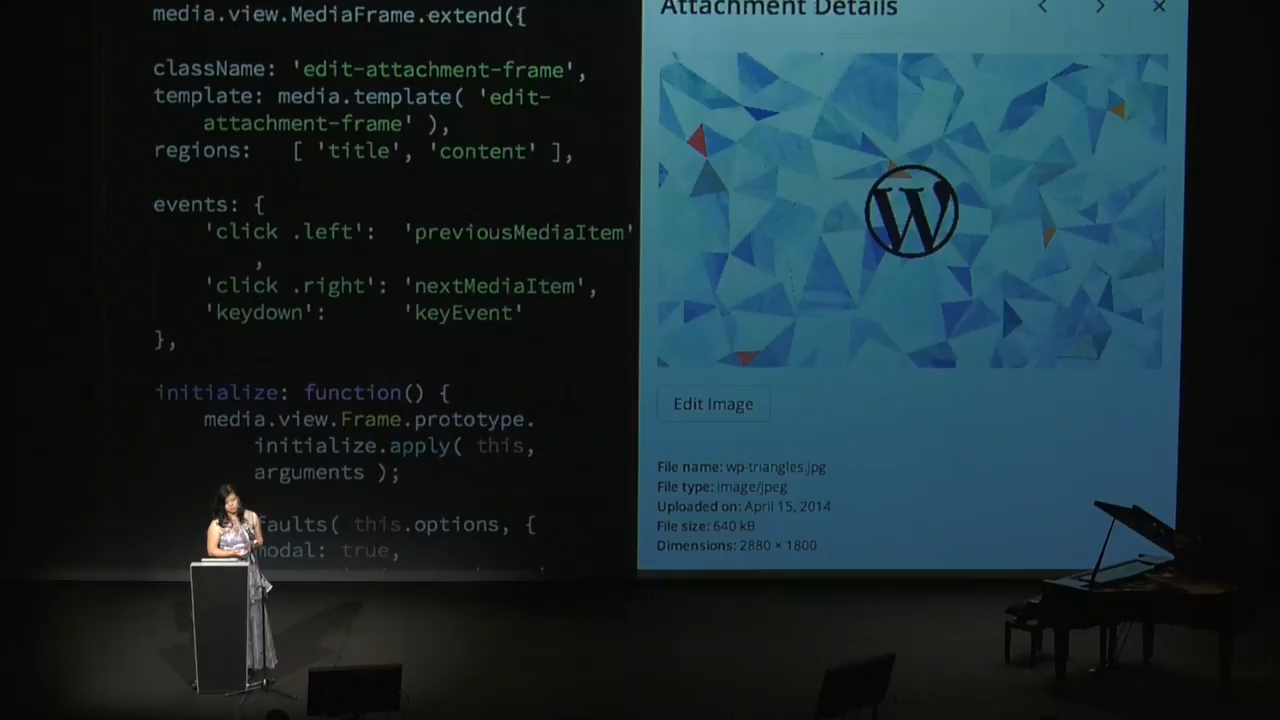 media.view.MediaFrame.extend({
className: 'edit-attachment-frame',
template: media.template( 'edit-
attachment-frame' ),
regions: [ 'title', 'content' ],
events: {
'click .left': 'previousMediaItem'
,
'click .right': 'nextMediaItem',
'keydown': 'keyEvent'
},
initialize: function() {
media.view.Frame.prototype.
initialize.apply( this,
arguments );
faults( this.options, {
modal: true,
Attachment Details
W
Edit Image
File name: wp-triangles.jpg
File type: image/jpeg
Uploaded on: April 15, 2014
File size: 640 kB
Dimensions: 2880 × 1800